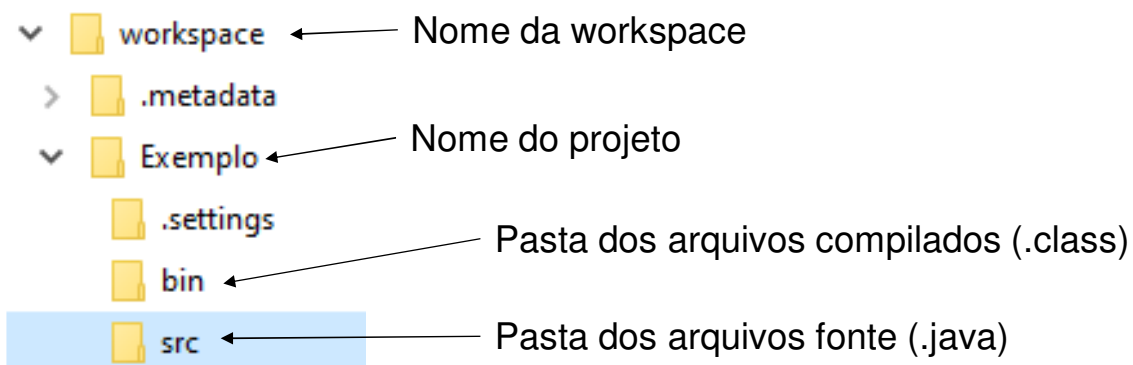 workspace Nome da workspace
.metadata
Nome do projeto
Exemplo
.settings
Pasta dos arquivos compilados (.class)
bin
src Pasta dos arquivos fonte (.java)